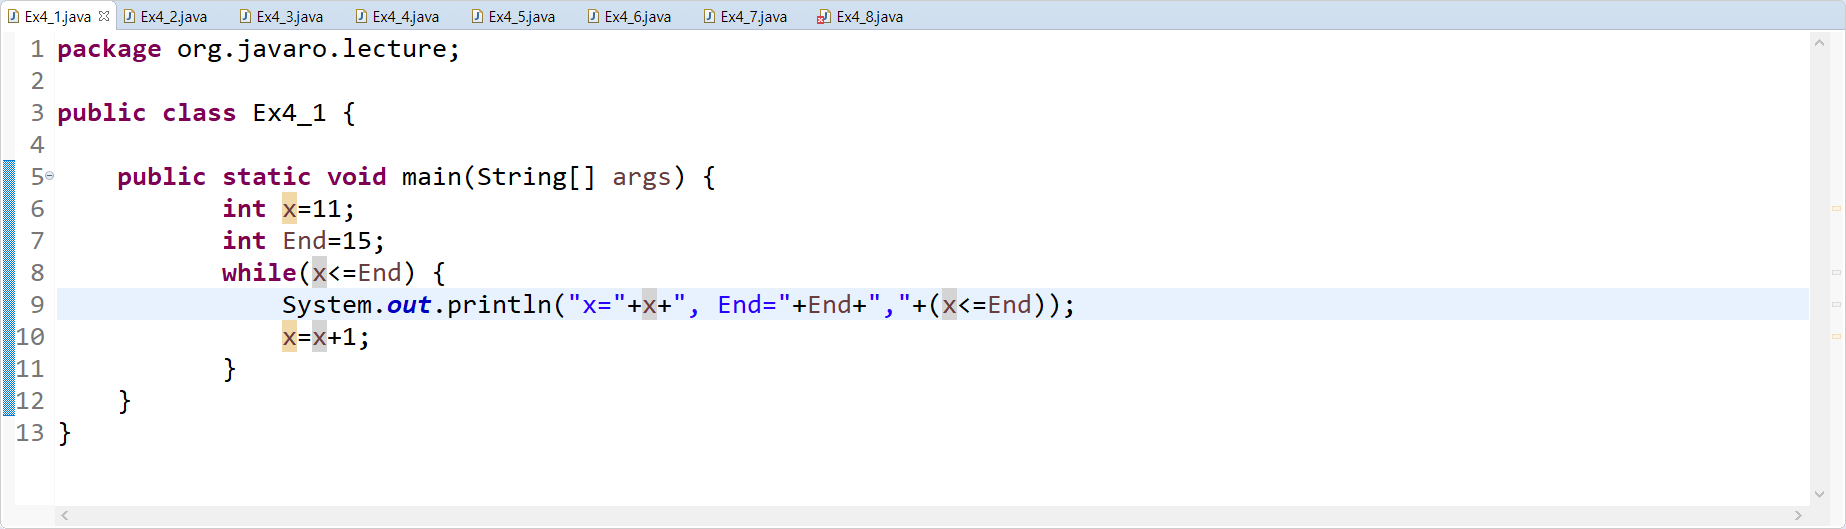 Ex4_1.java Ex4_2.java Ex4_3.java Ex4_4.java Ex4_5.java Ex4_6.java Ex4_7.java Ex4_8.java
1 package org.javaro.lecture;
2
3 public class Ex4_1 {
4
5 public static void main(String[] args) {
6 int x=11;
7 int End=15;
8 while(x<=End) {
9 System.out.println("x="+x+", End="+End+","+(x<=End));
10 x=x+1;
11 }
12 }
13 }